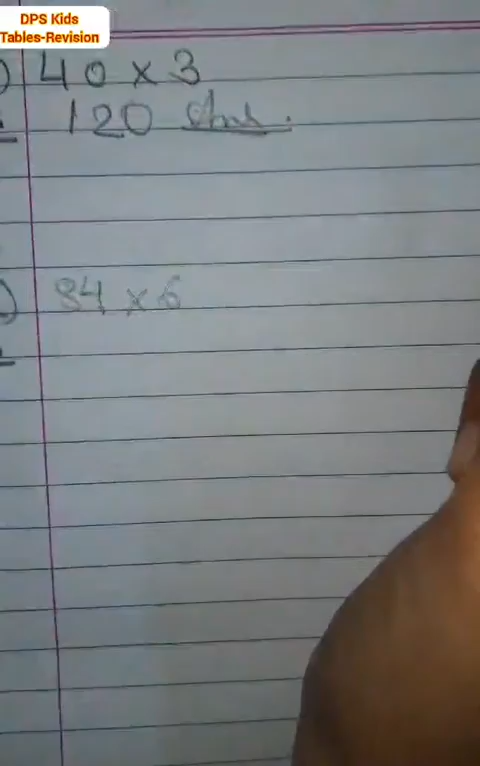 DPS Kids
Tables-Revision
) 40 x 3
120 Ans.
) 84 x 6